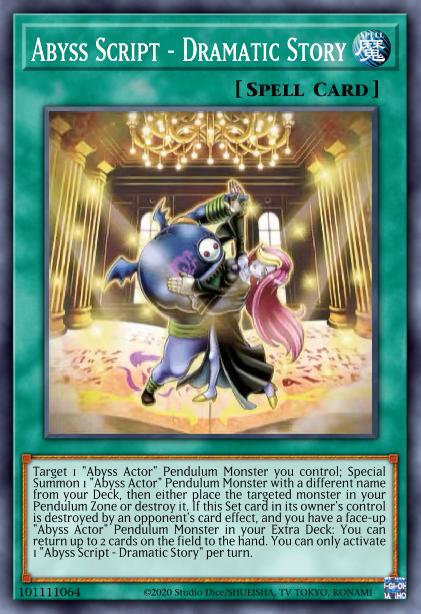 Abyss Script - Dramatic Story
SPELL
魔
[Spell Card]
Target 1 "Abyss Actor" Pendulum Monster you control; Special
Summon 1 "Abyss Actor" Pendulum Monster with a different name
from your Deck, then either place the targeted monster in your
Pendulum Zone or destroy it. If this Set card in its owner's control
is destroyed by an opponent's card effect, and you have a face-up
"Abyss Actor" Pendulum Monster in your Extra Deck: You can
return up to 2 cards on the field to the hand. You can only activate
1 "Abyss Script - Dramatic Story" per turn.
101111064 ©2020 Studio Dice/SHUEISHA, TV TOKYO, KONAMI